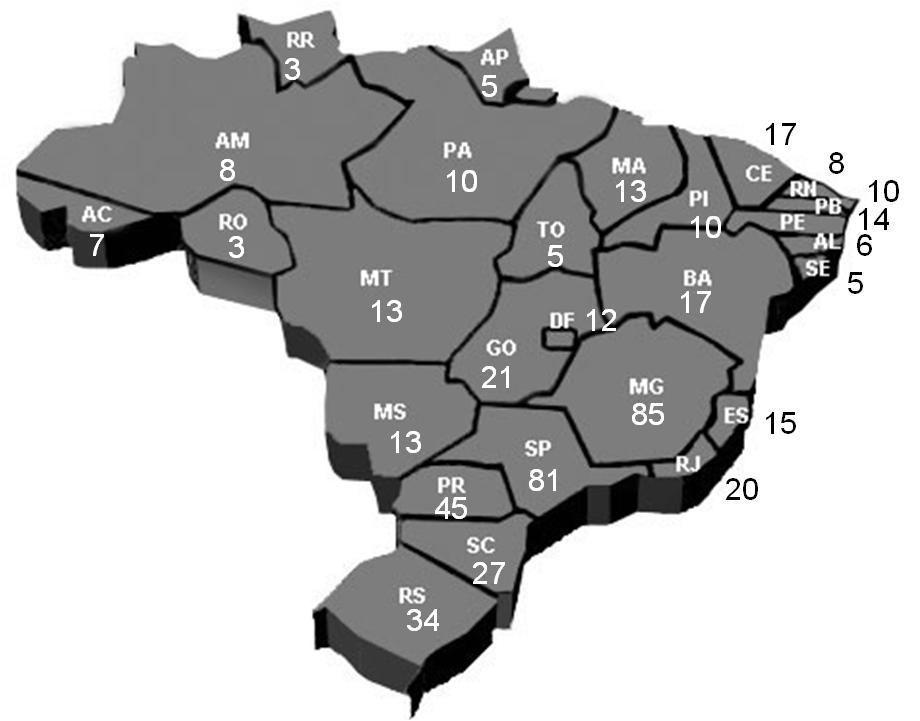 RR
3
AP
5
AM
8
PA
10
MA
13
CE
17
RN
8
PB
10
PI
10
PE
14
AL
6
SE
5
AC
7
RO
3
TO
5
MT
13
BA
17
DF
12
GO
21
MG
85
ES
15
MS
13
SP
81
RJ
20
PR
45
SC
27
RS
34